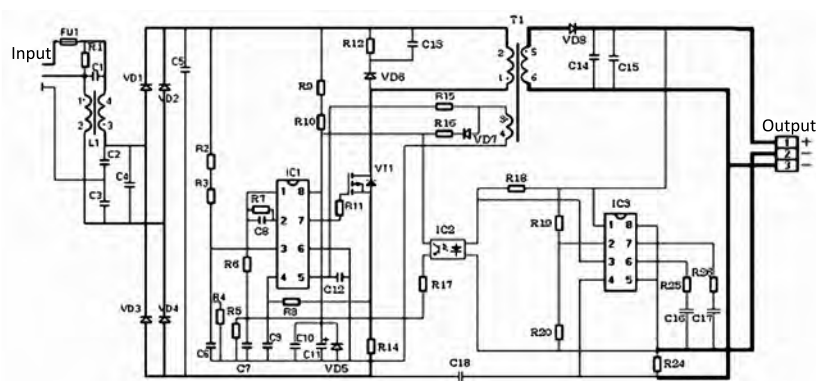 T1
FU1
Input
R1
C1
VD1
VD2
C5
R12
C13
VD6
2
1
5
6
VD8
C14
C15
R9
R10
R15
R16
VD7
3
4
1
4
2
3
L1
C2
C3
C4
R2
R3
IC1
R7
C8
1
8
2
7
3
6
4
5
VT1
R11
R6
C12
R8
R4
R5
C6
C7
C9
C10
C11
VD5
R14
R17
IC2
R18
R19
R20
IC3
1
8
2
7
3
6
4
5
R25
R26
C16
C17
R24
C18
VD3
VD4
Output
1 +
2 −
3 −